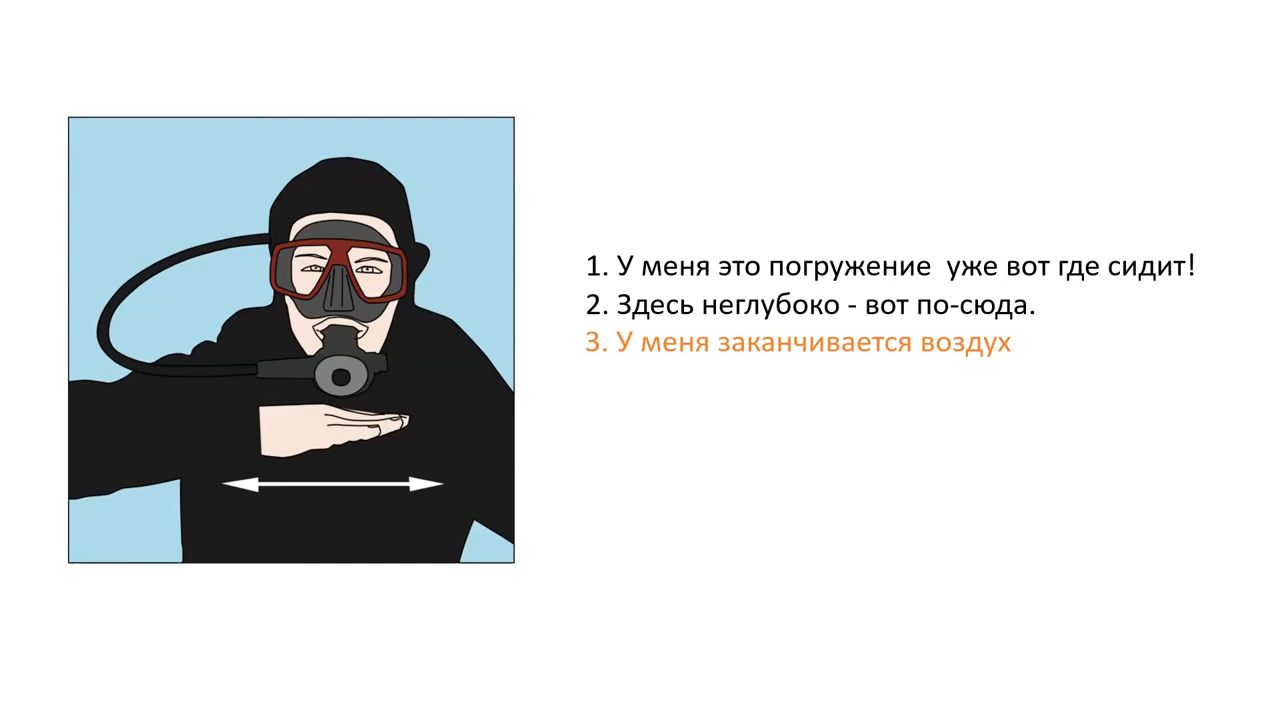 1. У меня это погружение  уже вот где сидит!
2. Здесь неглубоко - вот по-сюда.
3. У меня заканчивается воздух